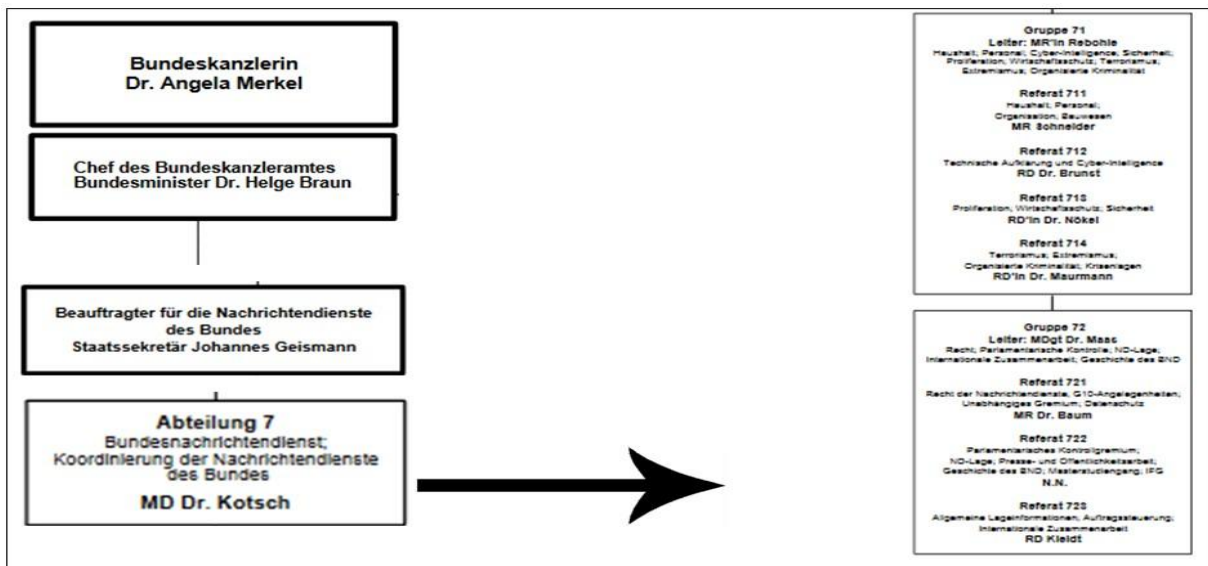 Bundeskanzlerin
Dr. Angela Merkel
Chef des Bundeskanzleramtes
Bundesminister Dr. Helge Braun
Beauftragter für die Nachrichtendienste
des Bundes
Staatssekretär Johannes Geismann
Abteilung 7
Bundesnachrichtendienst;
Koordinierung der Nachrichtendienste
des Bundes
MD Dr. Kotsch
Gruppe 71
Leiter: MR'in Rebohle
Haushalt; Personal; Cyber-Intelligence, Sicherheit;
Proliferation; Wirtschaftsschutz; Terrorismus;
Extremismus; Organisierte Kriminalität
Referat 711
Haushalt; Personal;
Organisation, Bauwesen
MR Schneider
Referat 712
Technische Aufklärung und Cyber-Intelligence
RD Dr. Brunst
Referat 713
Proliferation; Wirtschaftsschutz; Sicherheit
RD'in Dr. Nökel
Referat 714
Terrorismus; Extremismus;
Organisierte Kriminalität, Krisenlagen
RD'in Dr. Maurmann
Gruppe 72
Leiter: MDgt Dr. Maas
Recht; Parlamentarische Kontrolle; ND-Lage;
Internationale Zusammenarbeit; Geschichte des BND
Referat 721
Recht der Nachrichtendienste, G10-Angelegenheiten;
Unabhängiges Gremium; Datenschutz
MR Dr. Baum
Referat 722
Parlamentarisches Kontrollgremium;
ND-Lage; Presse- und Öffentlichkeitsarbeit;
Geschichte des BND; Masterstudiengang; IFG
N.N.
Referat 723
Allgemeine Lageinformationen; Auftragssteuerung;
Internationale Zusammenarbeit
RD Kleidt